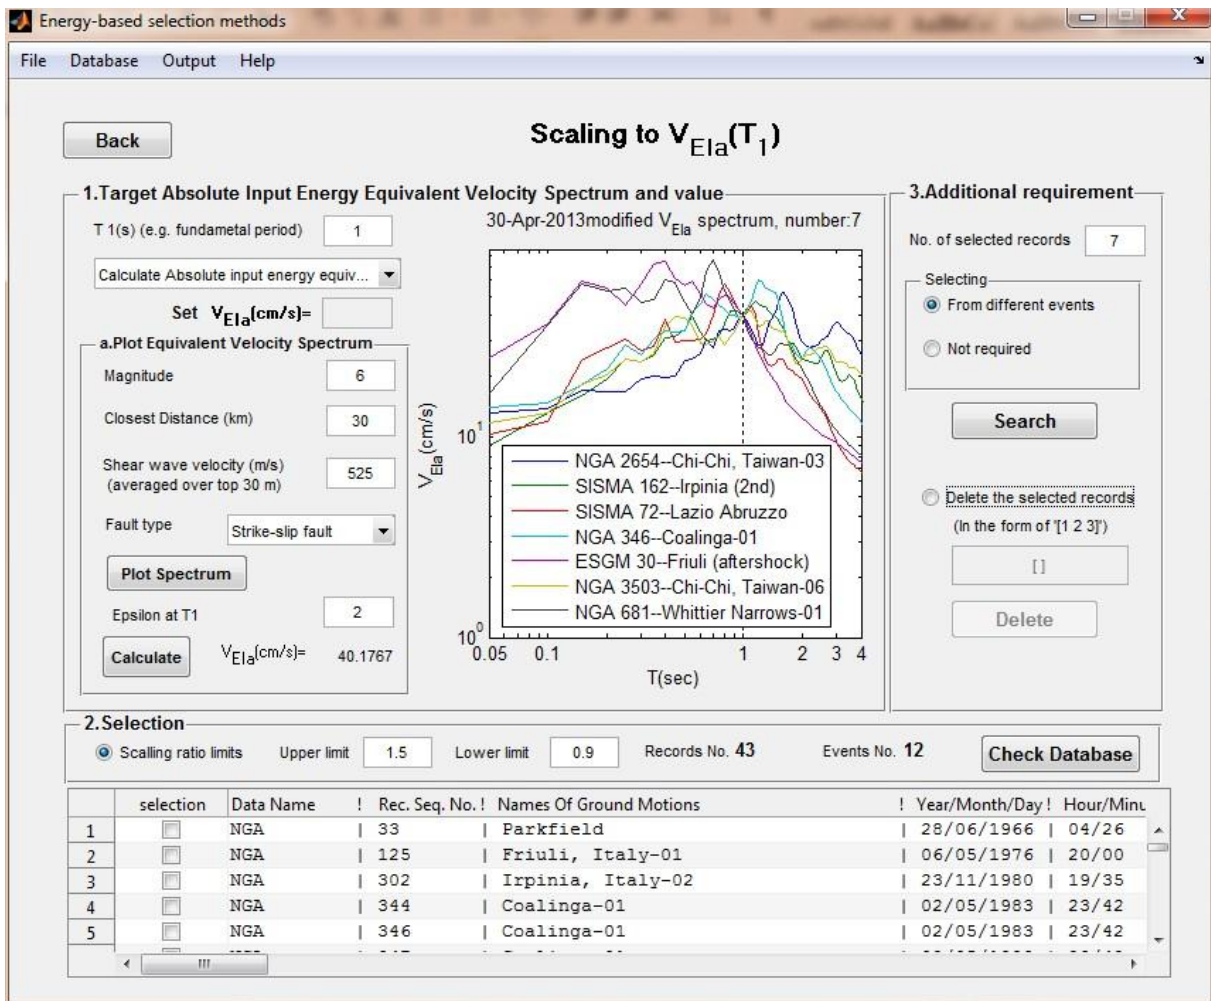 Energy-based selection methods
File Database Output Help
Back
Scaling to VEIa(T1)
1.Target Absolute Input Energy Equivalent Velocity Spectrum and value
T 1(s) (e.g. fundametal period) 1
Calculate Absolute input energy equiv...
Set VEIa(cm/s)=
a.Plot Equivalent Velocity Spectrum
Magnitude 6
Closest Distance (km) 30
Shear wave velocity (m/s)
(averaged over top 30 m) 525
Fault type Strike-slip fault
Plot Spectrum
Epsilon at T1 2
Calculate VEIa(cm/s)= 40.1767
30-Apr-2013modified VEIa spectrum, number:7
VEIa(cm/s)
10^1
10^0
NGA 2654--Chi-Chi, Taiwan-03
SISMA 162--Irpinia (2nd)
SISMA 72--Lazio Abruzzo
NGA 346--Coalinga-01
ESGM 30--Friuli (aftershock)
NGA 3503--Chi-Chi, Taiwan-06
NGA 681--Whittier Narrows-01
0.05 0.1 1 2 3 4
T(sec)
3.Additional requirement
No. of selected records 7
Selecting
From different events
Not required
Search
Delete the selected records
(In the form of '[1 2 3]')
[ ]
Delete
2.Selection
Scalling ratio limits Upper limit 1.5 Lower limit 0.9 Records No. 43 Events No. 12 Check Database
selection Data Name ! Rec. Seq. No. ! Names Of Ground Motions ! Year/Month/Day ! Hour/Minu
1 NGA | 33 | Parkfield | 28/06/1966 | 04/26
2 NGA | 125 | Friuli, Italy-01 | 06/05/1976 | 20/00
3 NGA | 302 | Irpinia, Italy-02 | 23/11/1980 | 19/35
4 NGA | 344 | Coalinga-01 | 02/05/1983 | 23/42
5 NGA | 346 | Coalinga-01 | 02/05/1983 | 23/42